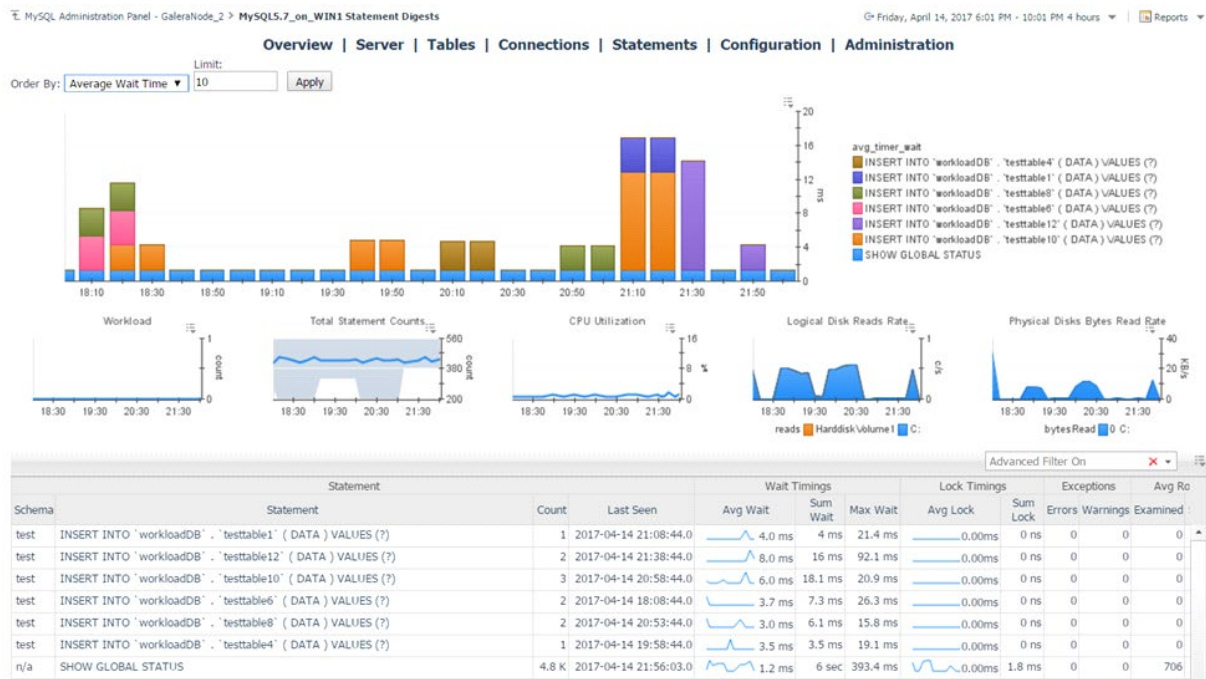 MySQL Administration Panel - GaleraNode_2 > MySQL5.7_on_WIN1 Statement Digests
Friday, April 14, 2017 6:01 PM - 10:01 PM 4 hours
Reports
Overview | Server | Tables | Connections | Statements | Configuration | Administration
Limit:
Order By: Average Wait Time 10 Apply
20
16
12
8
4
0
ms
18:10 18:30 18:50 19:10 19:30 19:50 20:10 20:30 20:50 21:10 21:30 21:50
avg_timer_wait
INSERT INTO `workloadDB` . `testtable4` ( DATA ) VALUES (?)
INSERT INTO `workloadDB` . `testtable1` ( DATA ) VALUES (?)
INSERT INTO `workloadDB` . `testtable8` ( DATA ) VALUES (?)
INSERT INTO `workloadDB` . `testtable6` ( DATA ) VALUES (?)
INSERT INTO `workloadDB` . `testtable12` ( DATA ) VALUES (?)
INSERT INTO `workloadDB` . `testtable10` ( DATA ) VALUES (?)
SHOW GLOBAL STATUS
Workload
1
0
count
18:30 19:30 20:30 21:30
Total Statement Counts
560
380
200
count
18:30 19:30 20:30 21:30
CPU Utilization
16
8
0
%
18:30 19:30 20:30 21:30
Logical Disk Reads Rate
1
0
c/s
18:30 19:30 20:30 21:30
reads HarddiskVolume1 C:
Physical Disks Bytes Read Rate
40
20
0
KB/s
18:30 19:30 20:30 21:30
bytesRead 0 C:
Advanced Filter On
Statement Wait Timings Lock Timings Exceptions Avg Ro
Schema Statement Count Last Seen Avg Wait Sum Wait Max Wait Avg Lock Sum Lock Errors Warnings Examined
test INSERT INTO `workloadDB` . `testtable1` ( DATA ) VALUES (?) 1 2017-04-14 21:08:44.0 4.0 ms 4 ms 21.4 ms 0.00ms 0 ns 0 0 0
test INSERT INTO `workloadDB` . `testtable12` ( DATA ) VALUES (?) 2 2017-04-14 21:38:44.0 8.0 ms 16 ms 92.1 ms 0.00ms 0 ns 0 0 0
test INSERT INTO `workloadDB` . `testtable10` ( DATA ) VALUES (?) 3 2017-04-14 20:58:44.0 6.0 ms 18.1 ms 20.9 ms 0.00ms 0 ns 0 0 0
test INSERT INTO `workloadDB` . `testtable6` ( DATA ) VALUES (?) 2 2017-04-14 18:08:44.0 3.7 ms 7.3 ms 26.3 ms 0.00ms 0 ns 0 0 0
test INSERT INTO `workloadDB` . `testtable8` ( DATA ) VALUES (?) 2 2017-04-14 20:53:44.0 3.0 ms 6.1 ms 15.8 ms 0.00ms 0 ns 0 0 0
test INSERT INTO `workloadDB` . `testtable4` ( DATA ) VALUES (?) 1 2017-04-14 19:58:44.0 3.5 ms 3.5 ms 19.1 ms 0.00ms 0 ns 0 0 0
n/a SHOW GLOBAL STATUS 4.8 K 2017-04-14 21:56:03.0 1.2 ms 6 sec 393.4 ms 0.00ms 1.8 ms 0 0 706